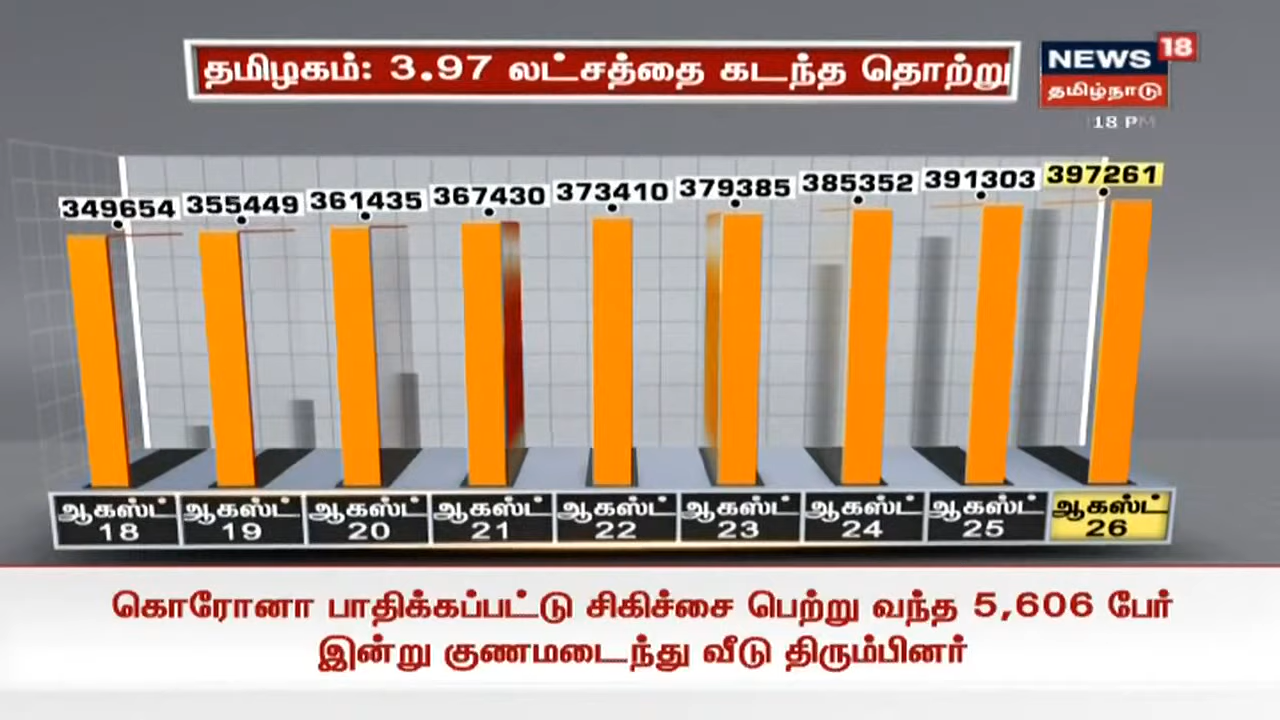 தமிழகம்: 3.97 லட்சத்தை கடந்த தொற்று
NEWS 18
தமிழ்நாடு
18 PM
349654 355449 361435 367430 373410 379385 385352 391303 397261
ஆகஸ்ட் 18 ஆகஸ்ட் 19 ஆகஸ்ட் 20 ஆகஸ்ட் 21 ஆகஸ்ட் 22 ஆகஸ்ட் 23 ஆகஸ்ட் 24 ஆகஸ்ட் 25 ஆகஸ்ட் 26
கொரோனா பாதிக்கப்பட்டு சிகிச்சை பெற்று வந்த 5,606 பேர்
இன்று குணமடைந்து வீடு திரும்பினர்